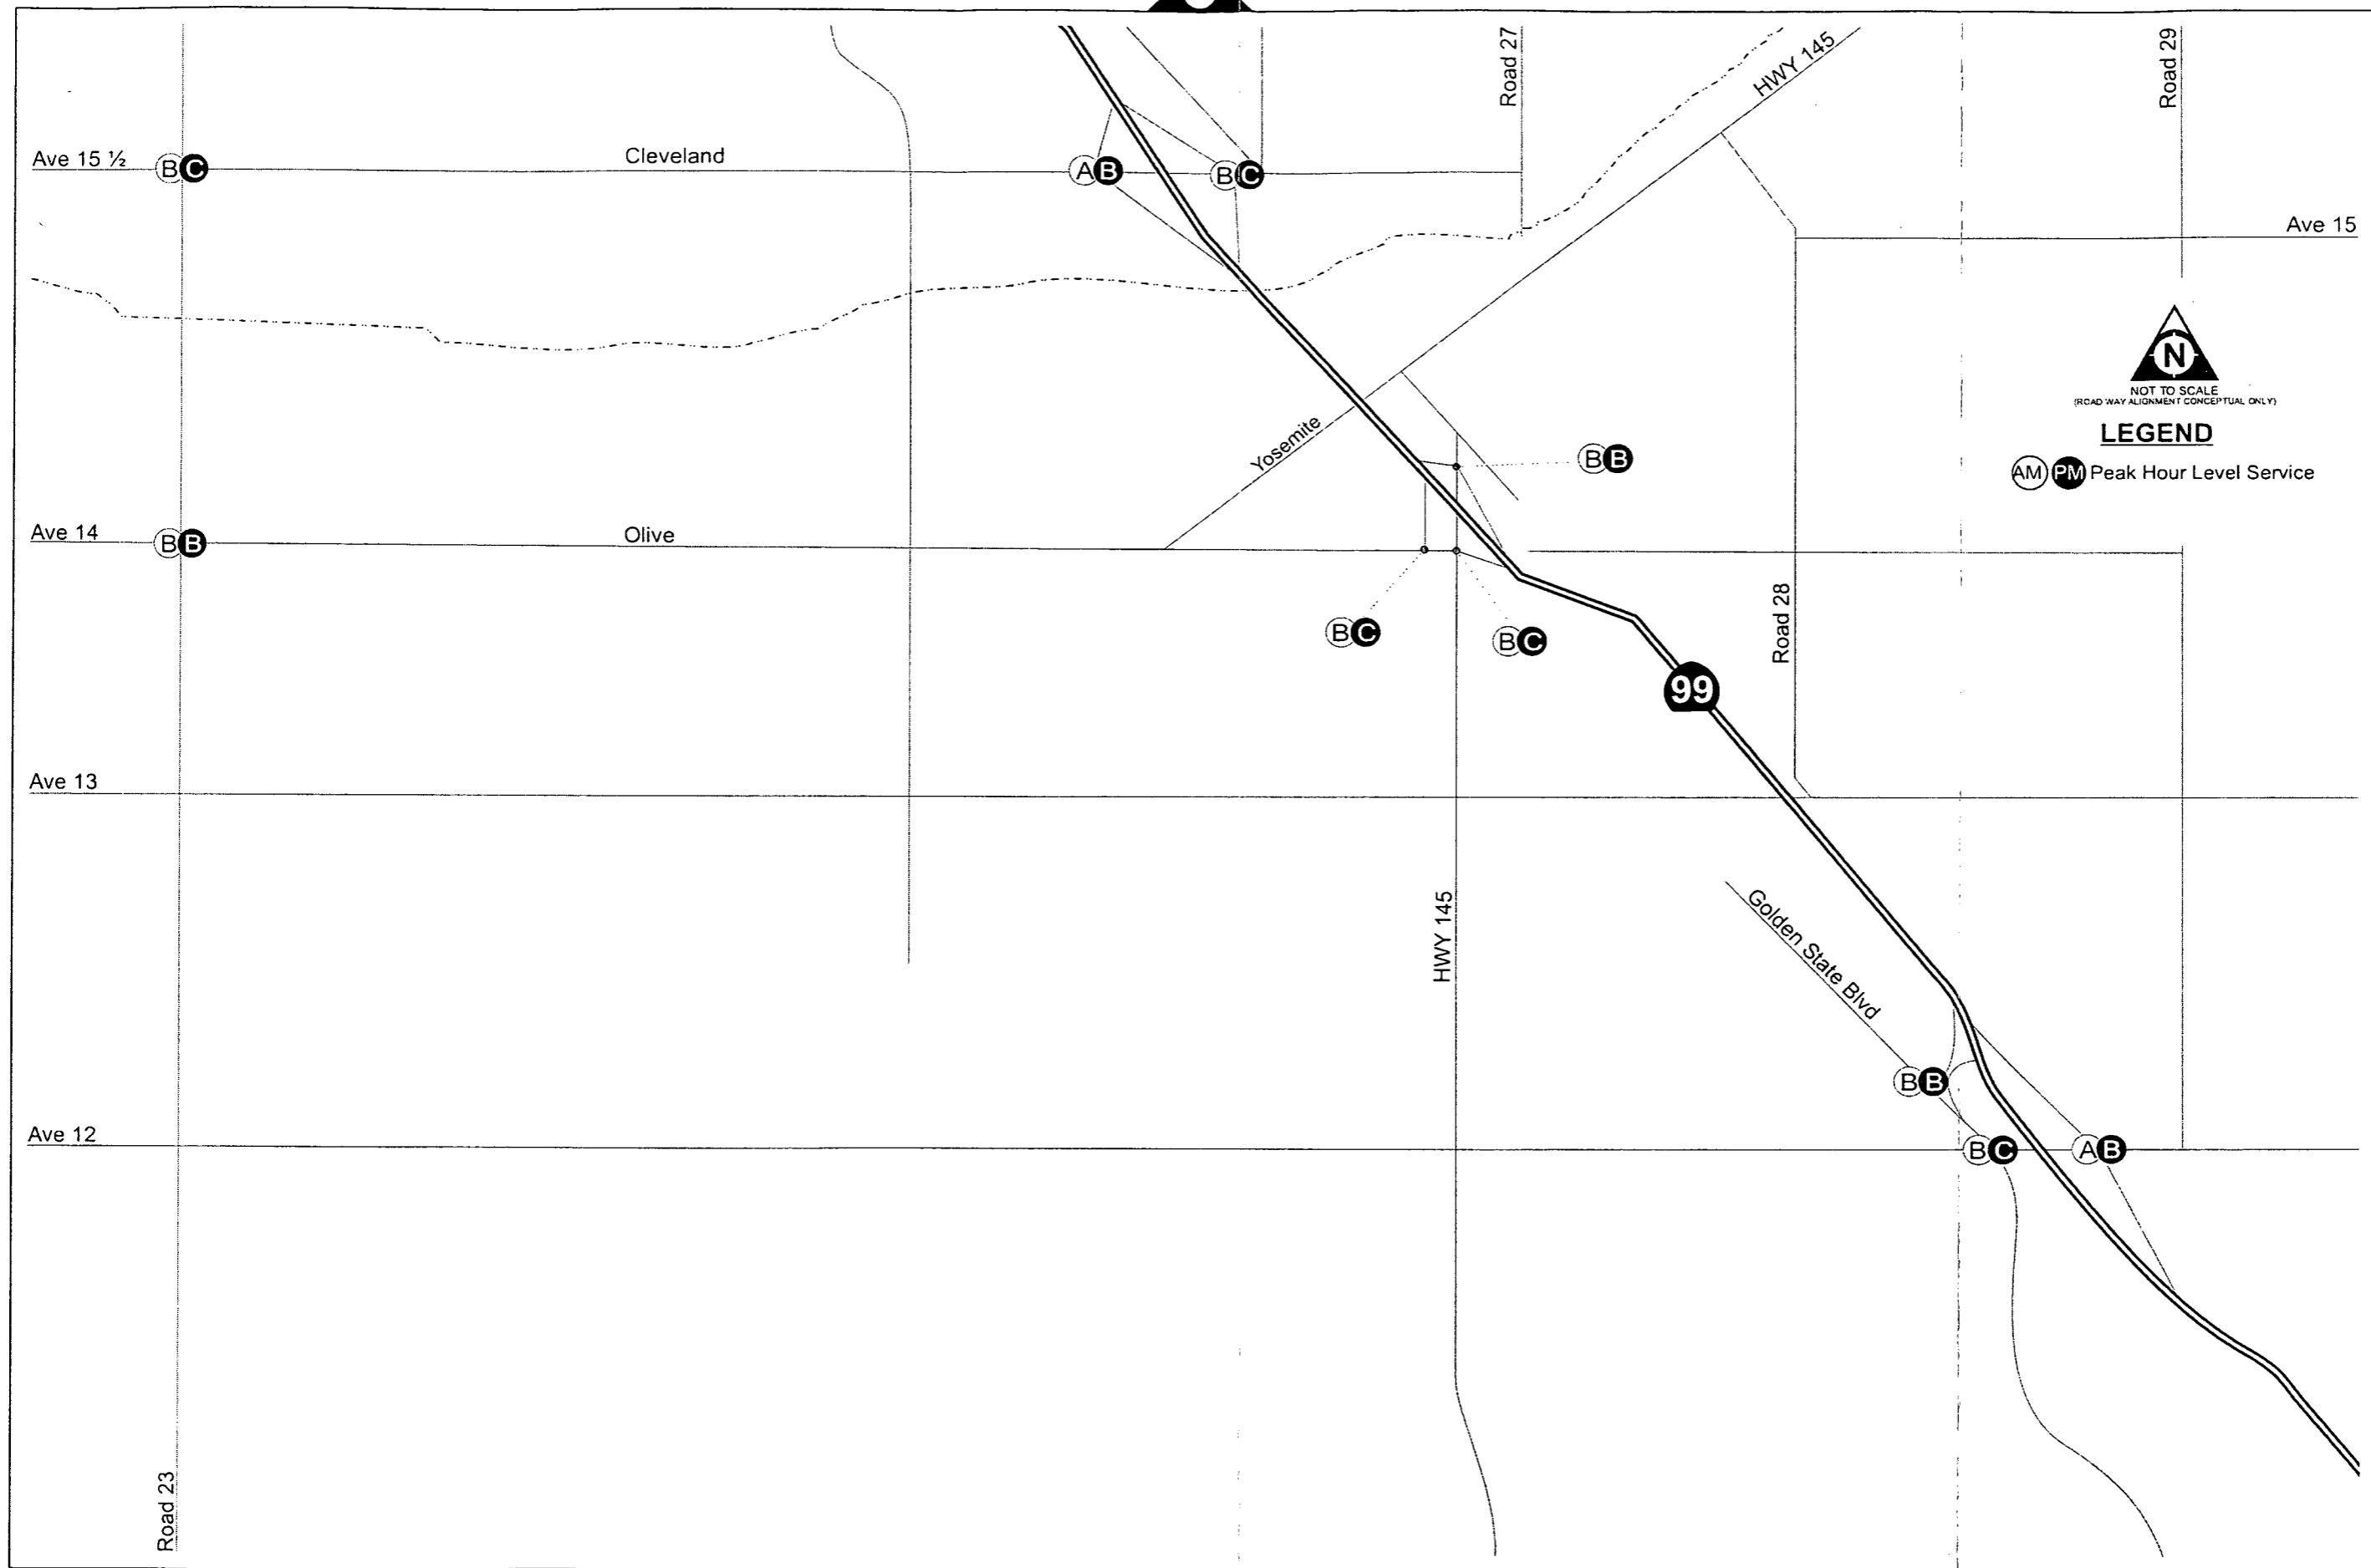 Road 27
HWY 145
Road 29
Ave 15 ½
B C
Cleveland
A B
B C
Ave 15
N
NOT TO SCALE
(ROAD WAY ALIGNMENT CONCEPTUAL ONLY)
LEGEND
AM PM Peak Hour Level Service
Yosemite
B B
Ave 14
B B
Olive
Road 28
B C
B C
99
Ave 13
HWY 145
Golden State Blvd
B B
Ave 12
B C
A B
Road 23